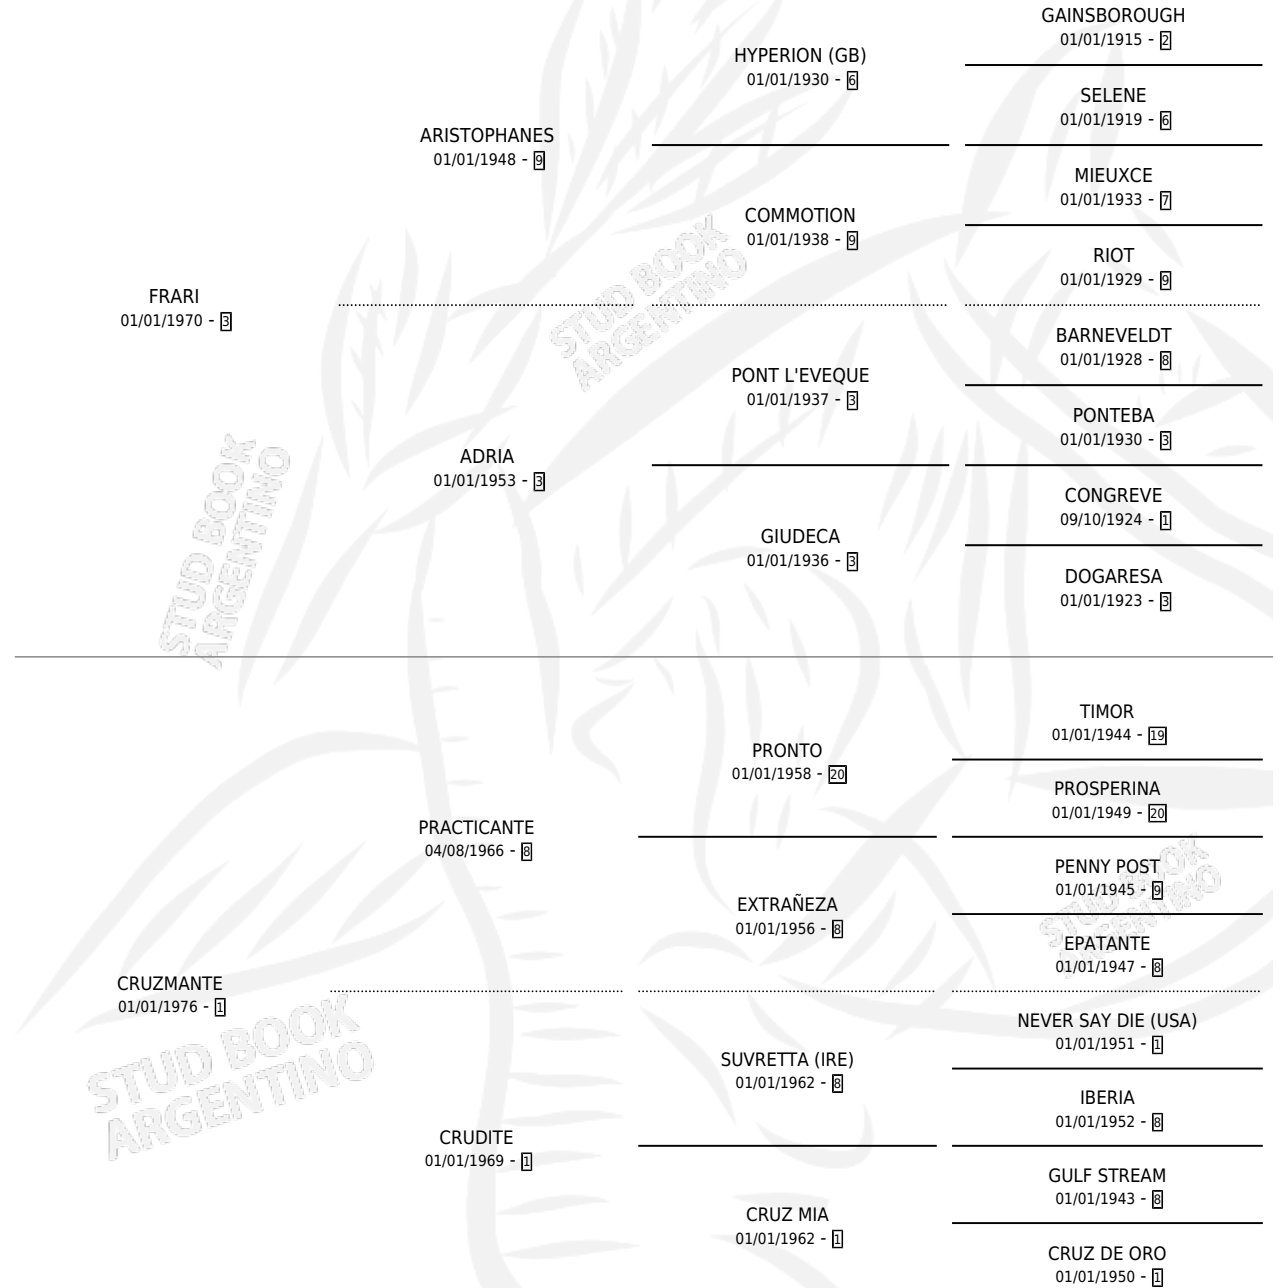 GAINSBOROUGH
01/01/1915 - 2
HYPERION (GB)
01/01/1930 - 6
SELENE
01/01/1919 - 6
ARISTOPHANES
01/01/1948 - 9
MIEUXCE
01/01/1933 - 7
COMMOTION
01/01/1938 - 9
RIOT
01/01/1929 - 9
FRARI
01/01/1970 - 3
BARNEVELDT
01/01/1928 - 8
PONT L'EVEQUE
01/01/1937 - 3
PONTEBA
01/01/1930 - 3
ADRIA
01/01/1953 - 3
CONGREVE
09/10/1924 - 1
GIUDECA
01/01/1936 - 3
DOGARESA
01/01/1923 - 3
TIMOR
01/01/1944 - 19
PRONTO
01/01/1958 - 20
PROSPERINA
01/01/1949 - 20
PRACTICANTE
04/08/1966 - 8
PENNY POST
01/01/1945 - 9
EXTRAÑEZA
01/01/1956 - 8
EPATANTE
01/01/1947 - 8
CRUZMANTE
01/01/1976 - 1
NEVER SAY DIE (USA)
01/01/1951 - 1
SUVRETTA (IRE)
01/01/1962 - 8
IBERIA
01/01/1952 - 8
CRUDITE
01/01/1969 - 1
GULF STREAM
01/01/1943 - 8
CRUZ MIA
01/01/1962 - 1
CRUZ DE ORO
01/01/1950 - 1
STUD BOOK
ARGENTINO
STUD BOOK
ARGENTINO
STUD BOOK
ARGENTINO
STUD BOOK
ARGENTINO